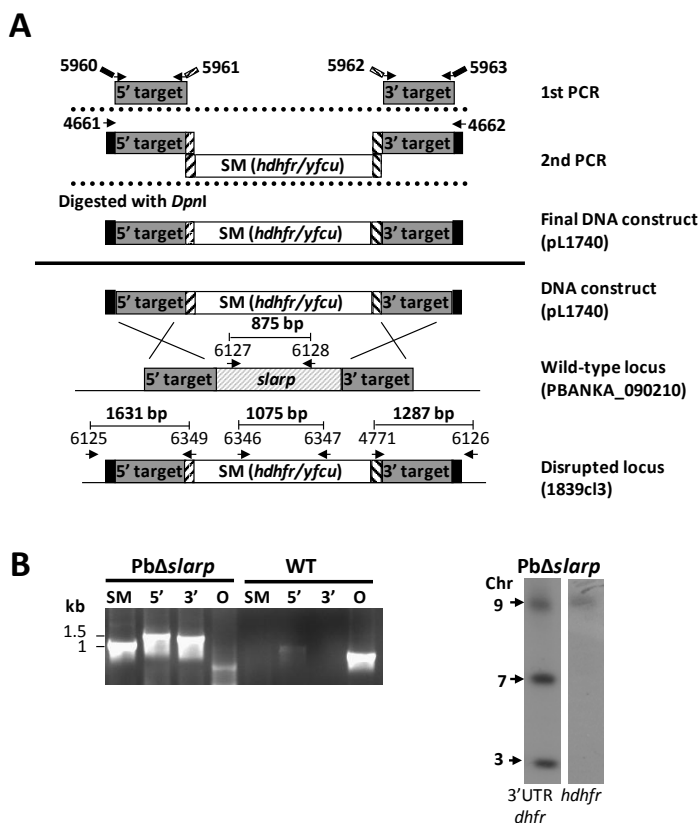 A
5960 5961 5962 5963
5’ target 3’ target 1st PCR
4661 4662
5’ target 3’ target
SM (hdhfr/yfcu) 2nd PCR
Digested with DpnI
5’ target SM (hdhfr/yfcu) 3’ target Final DNA construct
(pL1740)
5’ target SM (hdhfr/yfcu) 3’ target DNA construct
(pL1740)
875 bp
6127 6128
5’ target slarp 3’ target Wild-type locus
(PBANKA_090210)
1631 bp 1075 bp 1287 bp
6125 6349 6346 6347 4771 6126
5’ target SM (hdhfr/yfcu) 3’ target Disrupted locus
(1839cl3)
B
PbΔslarp WT
SM 5’ 3’ O SM 5’ 3’ O
kb
1.5
1
PbΔslarp
Chr
9
7
3
3’UTR hdhfr
dhfr